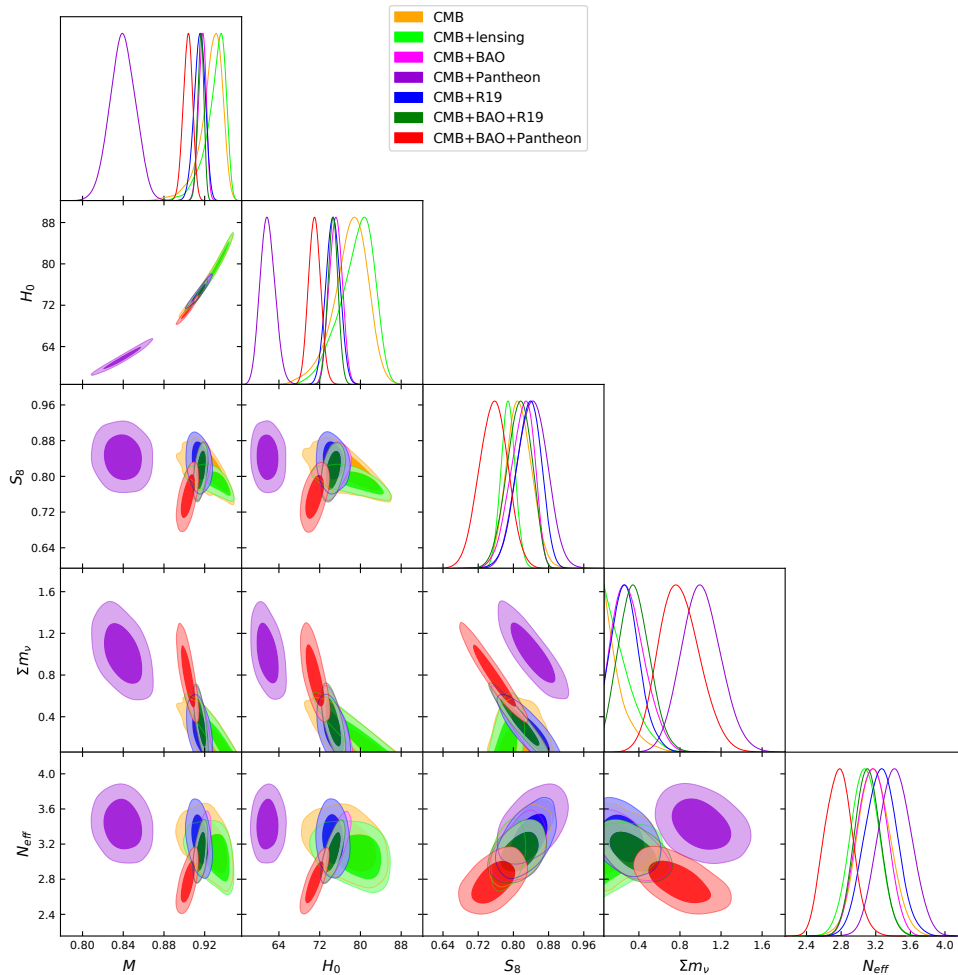 CMB
CMB+lensing
CMB+BAO
CMB+Pantheon
CMB+R19
CMB+BAO+R19
CMB+BAO+Pantheon
88
80
72
64
H₀
0.96
0.88
0.80
0.72
0.64
S₈
1.6
1.2
0.8
0.4
Σmν
4.0
3.6
3.2
2.8
2.4
Neff
0.80 0.84 0.88 0.92
64 72 80 88
0.64 0.72 0.80 0.88 0.96
0.4 0.8 1.2 1.6
2.4 2.8 3.2 3.6 4.0
M H₀ S₈ Σmν Neff